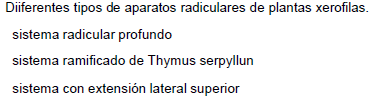 Diiferentes tipos de aparatos radiculares de plantas xerofilas.
sistema radicular profundo
sistema ramificado de Thymus serpyllun
sistema con extensión lateral superior